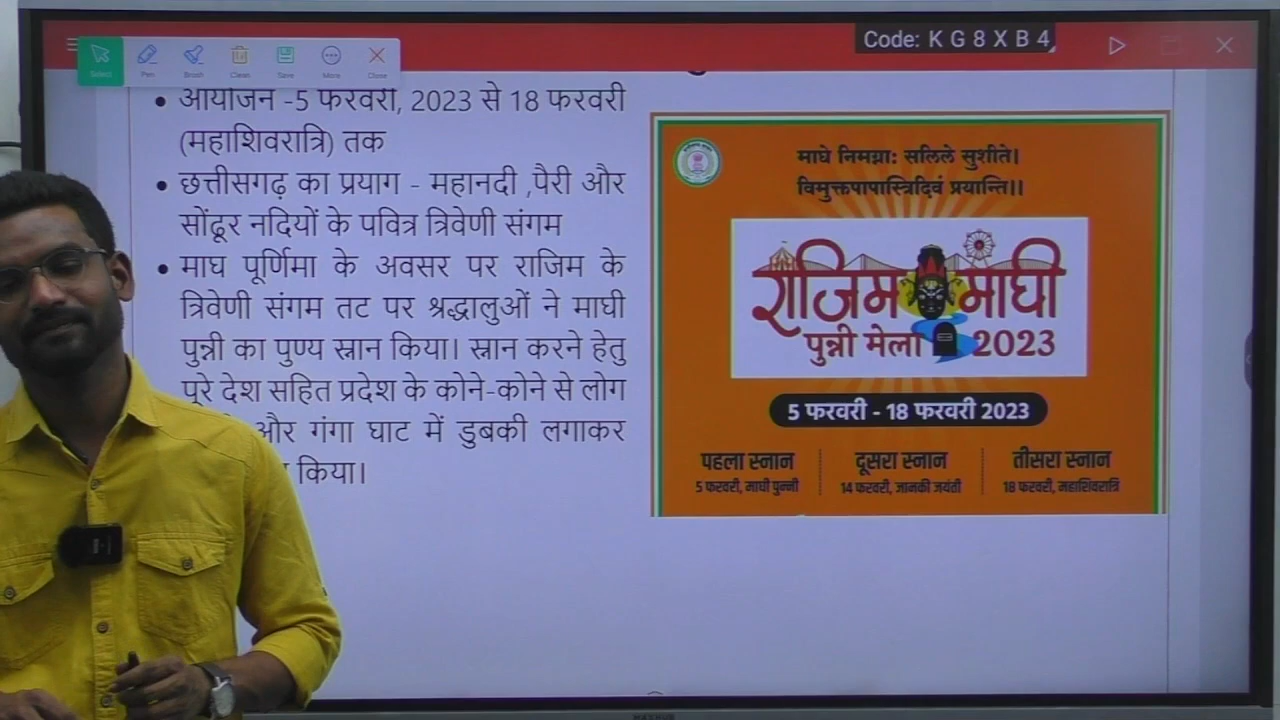 Code: K G 8 X B 4
Select
Pen
Brush
Clean
Save
More
Close
• आयोजन -5 फरवरी, 2023 से 18 फरवरी
(महाशिवरात्रि) तक
• छत्तीसगढ़ का प्रयाग - महानदी ,पैरी और
सोंढूर नदियों के पवित्र त्रिवेणी संगम
• माघ पूर्णिमा के अवसर पर राजिम के
त्रिवेणी संगम तट पर श्रद्धालुओं ने माघी
पुन्नी का पुण्य स्नान किया। स्नान करने हेतु
पूरे देश सहित प्रदेश के कोने-कोने से लोग
और गंगा घाट में डुबकी लगाकर
किया।
माघे निमग्ना: सलिले सुशीते।
विमुक्तपापास्त्रिदिवं प्रयान्ति।।
राजिम माघी
पुन्नी मेला 2023
5 फरवरी - 18 फरवरी 2023
पहला स्नान
5 फरवरी, माघी पुन्नी
दूसरा स्नान
14 फरवरी, जानकी जयंती
तीसरा स्नान
18 फरवरी, महाशिवरात्रि